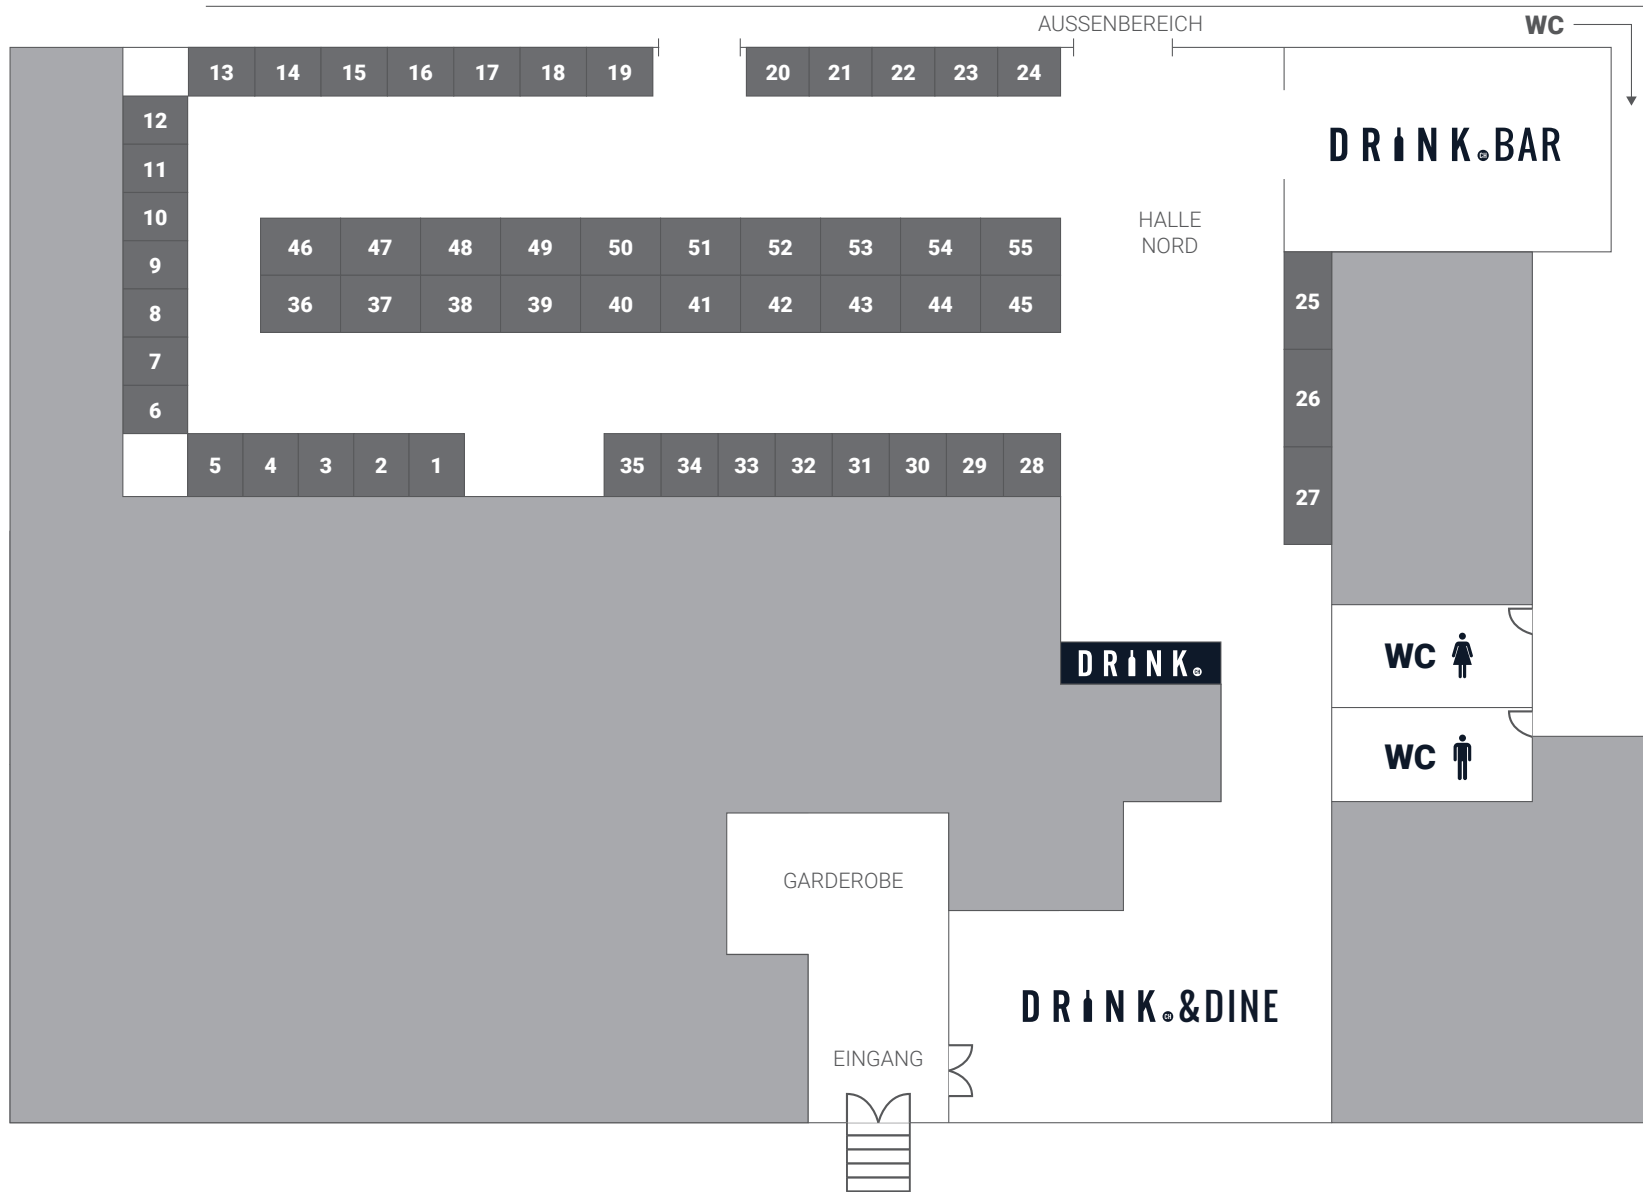 AUSSENBEREICH
WC
13 14 15 16 17 18 19 20 21 22 23 24
12
11
10
9
8
7
6
DRINK.CH BAR
HALLE
NORD
46 47 48 49 50 51 52 53 54 55
36 37 38 39 40 41 42 43 44 45
25
26
27
5 4 3 2 1 35 34 33 32 31 30 29 28
DRINK.CH
WC
WC
GARDEROBE
DRINK.CH &DINE
EINGANG